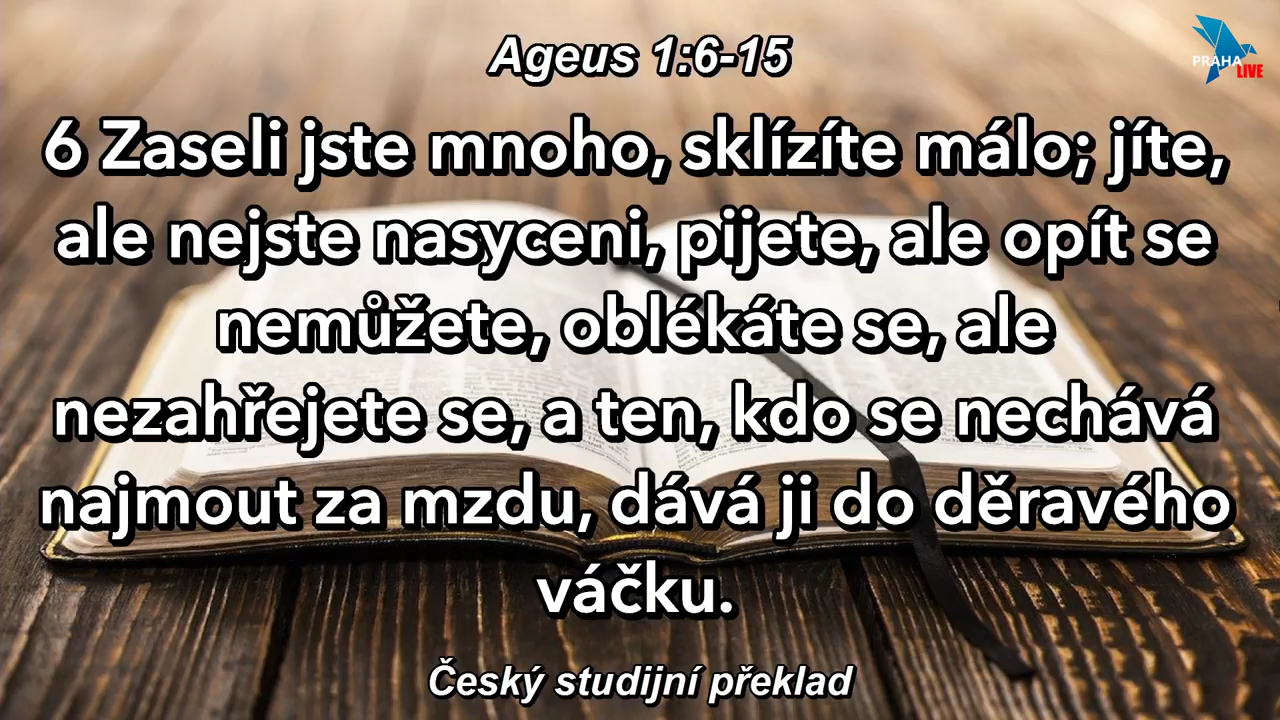 Ageus 1:6-15
PRAHA
LIVE
6 Zaseli jste mnoho, sklízíte málo; jíte,
ale nejste nasyceni, pijete, ale opít se
nemůžete, oblékáte se, ale
nezahřejete se, a ten, kdo se nechává
najmout za mzdu, dává ji do děravého
váčku.
Český studijní překlad